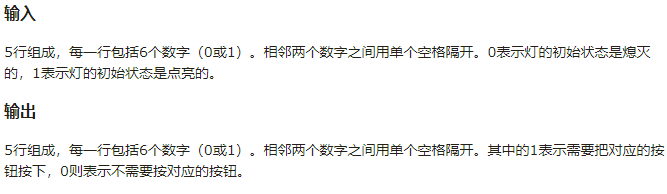 输入
5行组成，每一行包括6个数字（0或1）。相邻两个数字之间用单个空格隔开。0表示灯的初始状态是熄灭
的，1表示灯的初始状态是点亮的。
输出
5行组成，每一行包括6个数字（0或1）。相邻两个数字之间用单个空格隔开。其中的1表示需要把对应的按
钮按下，0则表示不需要按对应的按钮。